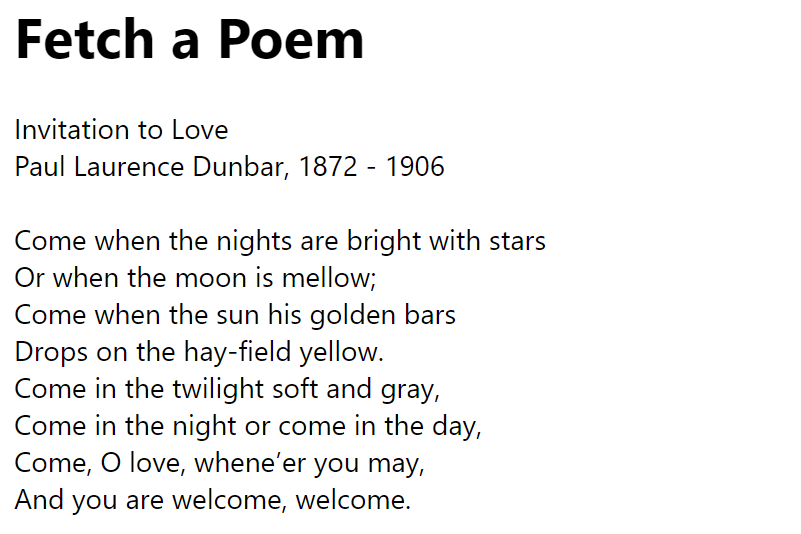 Fetch a Poem
Invitation to Love
Paul Laurence Dunbar, 1872 - 1906
Come when the nights are bright with stars
Or when the moon is mellow;
Come when the sun his golden bars
Drops on the hay-field yellow.
Come in the twilight soft and gray,
Come in the night or come in the day,
Come, O love, whene’er you may,
And you are welcome, welcome.